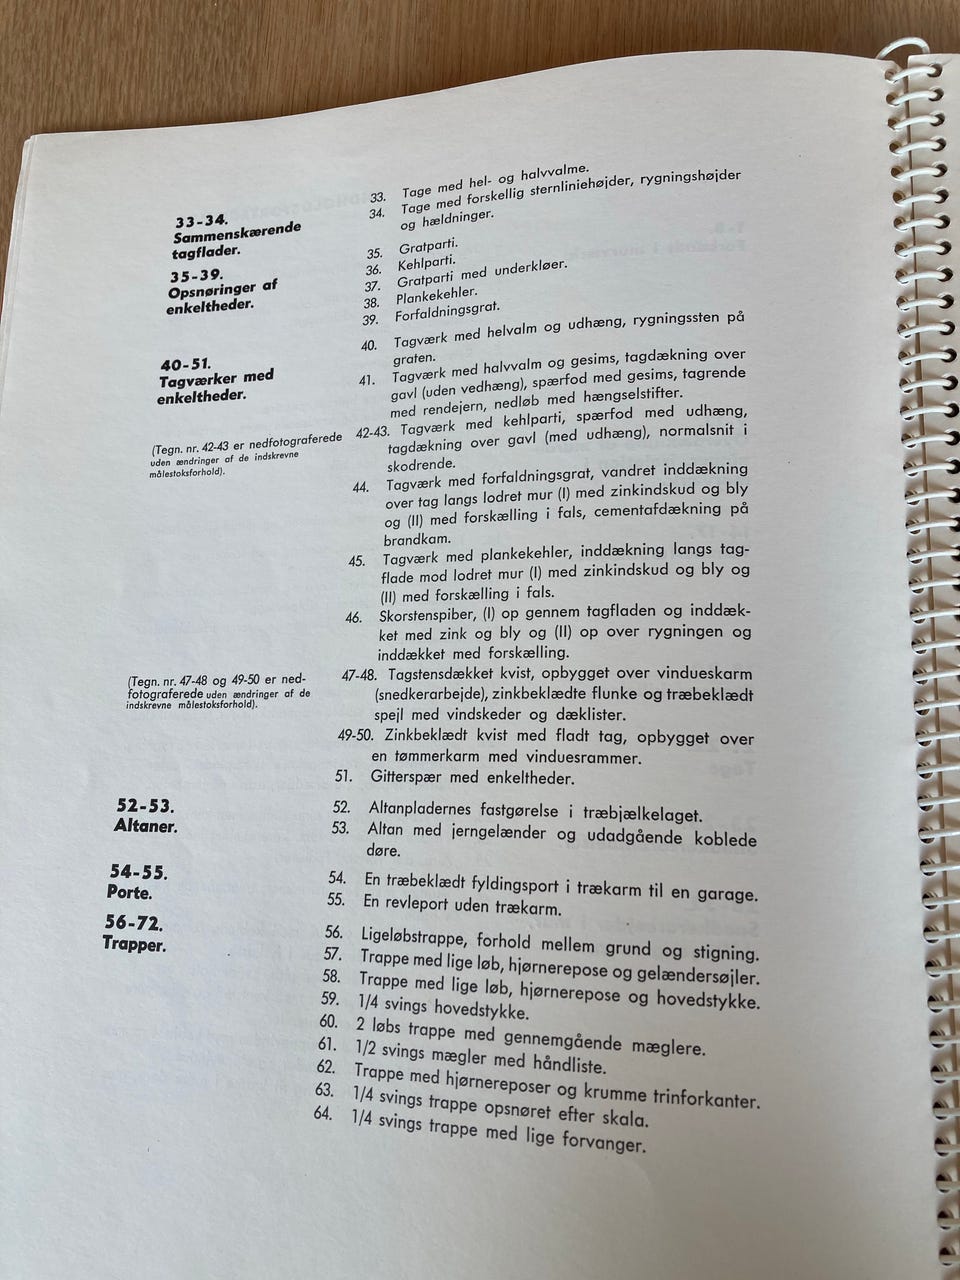 33-34.
Sammenskærende
tagflader.
33. Tage med hel- og halvvalme.
34. Tage med forskellig sternliniehøjder, rygningshøjder
og hældninger.
35-39.
Opsnøringer af
enkeltheder.
35. Gratparti.
36. Kehlparti.
37. Gratparti med underkløer.
38. Plankekehler.
39. Forfaldningsgrat.
40-51.
Tagværker med
enkeltheder.
40. Tagværk med helvalm og udhæng, rygningssten på
graten.
41. Tagværk med halvvalm og gesims, tagdækning over
gavl (uden vedhæng), spærfod med gesims, tagrende
med rendejern, nedløb med hængselstifter.
(Tegn. nr. 42-43 er nedfotograferede
uden ændringer af de indskrevne
målestoksforhold).
42-43. Tagværk med kehlparti, spærfod med udhæng,
tagdækning over gavl (med udhæng), normalsnit i
skodrende.
44. Tagværk med forfaldningsgrat, vandret inddækning
over tag langs lodret mur (I) med zinkindskud og bly
og (II) med forskælling i fals, cementafdækning på
brandkam.
45. Tagværk med plankekehler, inddækning langs tag-
flade mod lodret mur (I) med zinkindskud og bly og
(II) med forskælling i fals.
46. Skorstenspiber, (I) op gennem tagfladen og inddæk-
ket med zink og bly og (II) op over rygningen og
inddækket med forskælling.
(Tegn. nr. 47-48 og 49-50 er ned-
fotograferede uden ændringer af de
indskrevne målestoksforhold).
47-48. Tagstensdækket kvist, opbygget over vindueskarm
(snedkerarbejde), zinkbeklædte flunke og træbeklædt
spejl med vindskeder og dæklister.
49-50. Zinkbeklædt kvist med fladt tag, opbygget over
en tømmerkarm med vinduesrammer.
51. Gitterspær med enkeltheder.
52-53.
Altaner.
52. Altanpladernes fastgørelse i træbjælkelaget.
53. Altan med jerngelænder og udadgående koblede
døre.
54-55.
Porte.
54. En træbeklædt fyldingsport i trækarm til en garage.
55. En revleport uden trækarm.
56-72.
Trapper.
56. Ligeløbstrappe, forhold mellem grund og stigning.
57. Trappe med lige løb, hjørnerepose og gelændersøjler.
58. Trappe med lige løb, hjørnerepose og hovedstykke.
59. 1/4 svings hovedstykke.
60. 2 løbs trappe med gennemgående mæglere.
61. 1/2 svings mægler med håndliste.
62. Trappe med hjørnereposer og krumme trinforkanter.
63. 1/4 svings trappe opsnøret efter skala.
64. 1/4 svings trappe med lige forvanger.